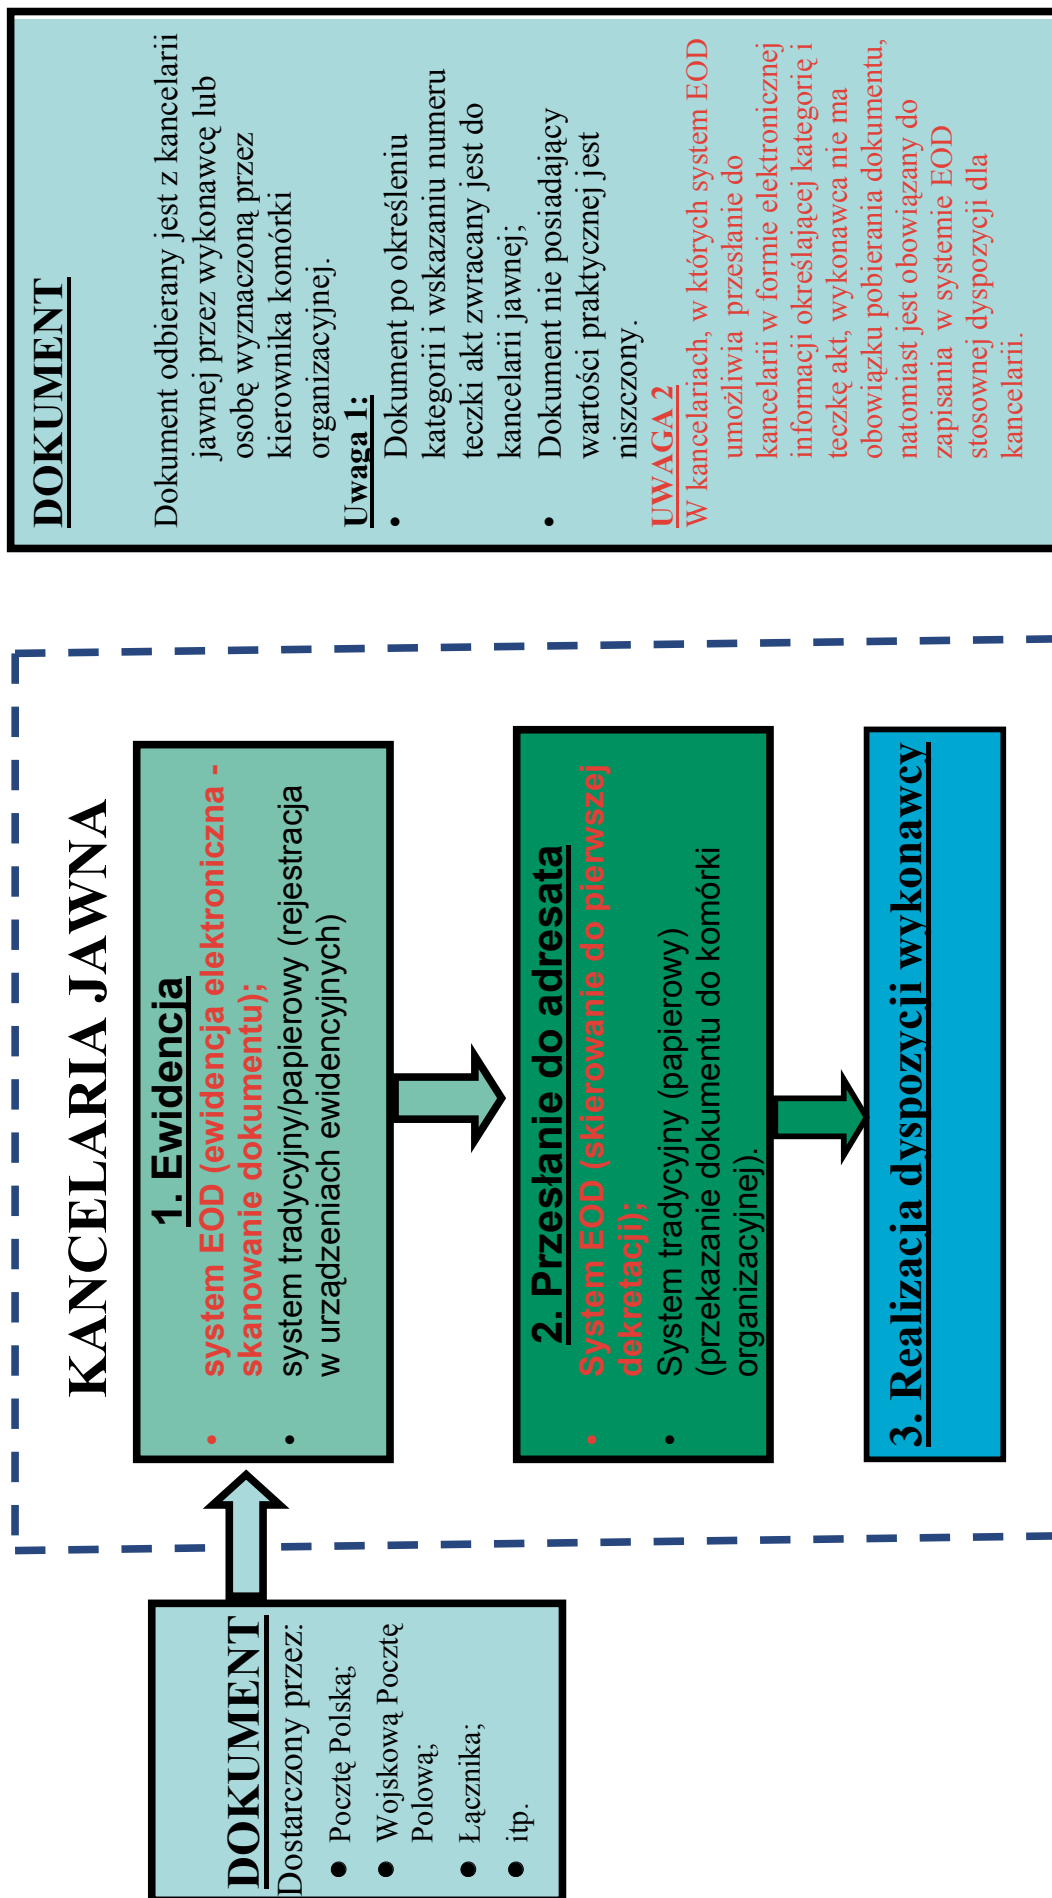 DOKUMENT
Dostarczony przez:
● Pocztę Polską;
● Wojskową Pocztę
Polową;
● Łącznika;
● itp.
KANCELARIA JAWNA
1. Ewidencja
• system EOD (ewidencja elektroniczna -
skanowanie dokumentu);
• system tradycyjny/papierowy (rejestracja
w urządzeniach ewidencyjnych)
2. Przesłanie do adresata
• System EOD (skierowanie do pierwszej
dekretacji);
• System tradycyjny (papierowy)
(przekazanie dokumentu do komórki
organizacyjnej).
3. Realizacja dyspozycji wykonawcy
DOKUMENT
Dokument odbierany jest z kancelarii
jawnej przez wykonawcę lub
osobę wyznaczoną przez
kierownika komórki
organizacyjnej.
Uwaga 1:
• Dokument po określeniu
kategorii i wskazaniu numeru
teczki akt zwracany jest do
kancelarii jawnej;
• Dokument nie posiadający
wartości praktycznej jest
niszczony.
UWAGA 2
W kancelariach, w których system EOD
umożliwia przesłanie do
kancelarii w formie elektronicznej
informacji określającej kategorię i
teczkę akt, wykonawca nie ma
obowiązku pobierania dokumentu,
natomiast jest obowiązany do
zapisania w systemie EOD
stosownej dyspozycji dla
kancelarii.